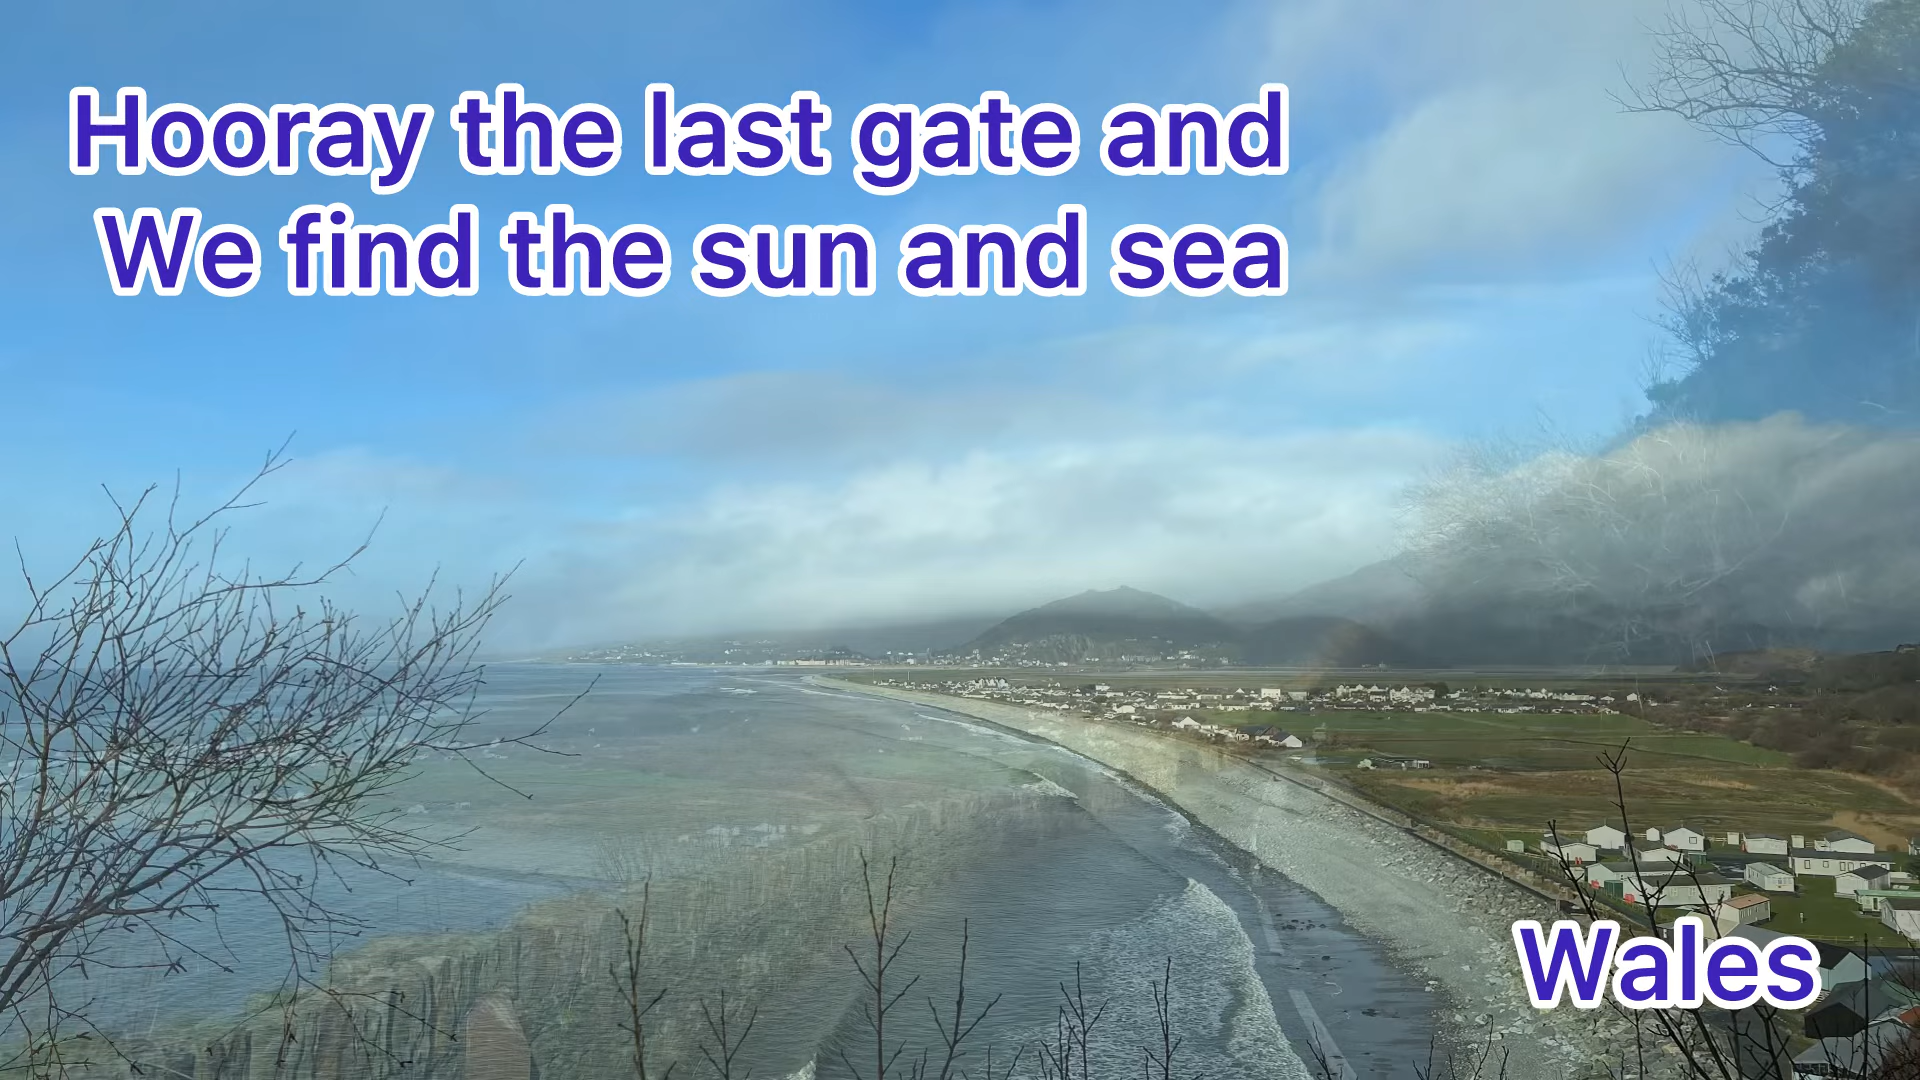 Hooray the last gate and
We find the sun and sea
Wales